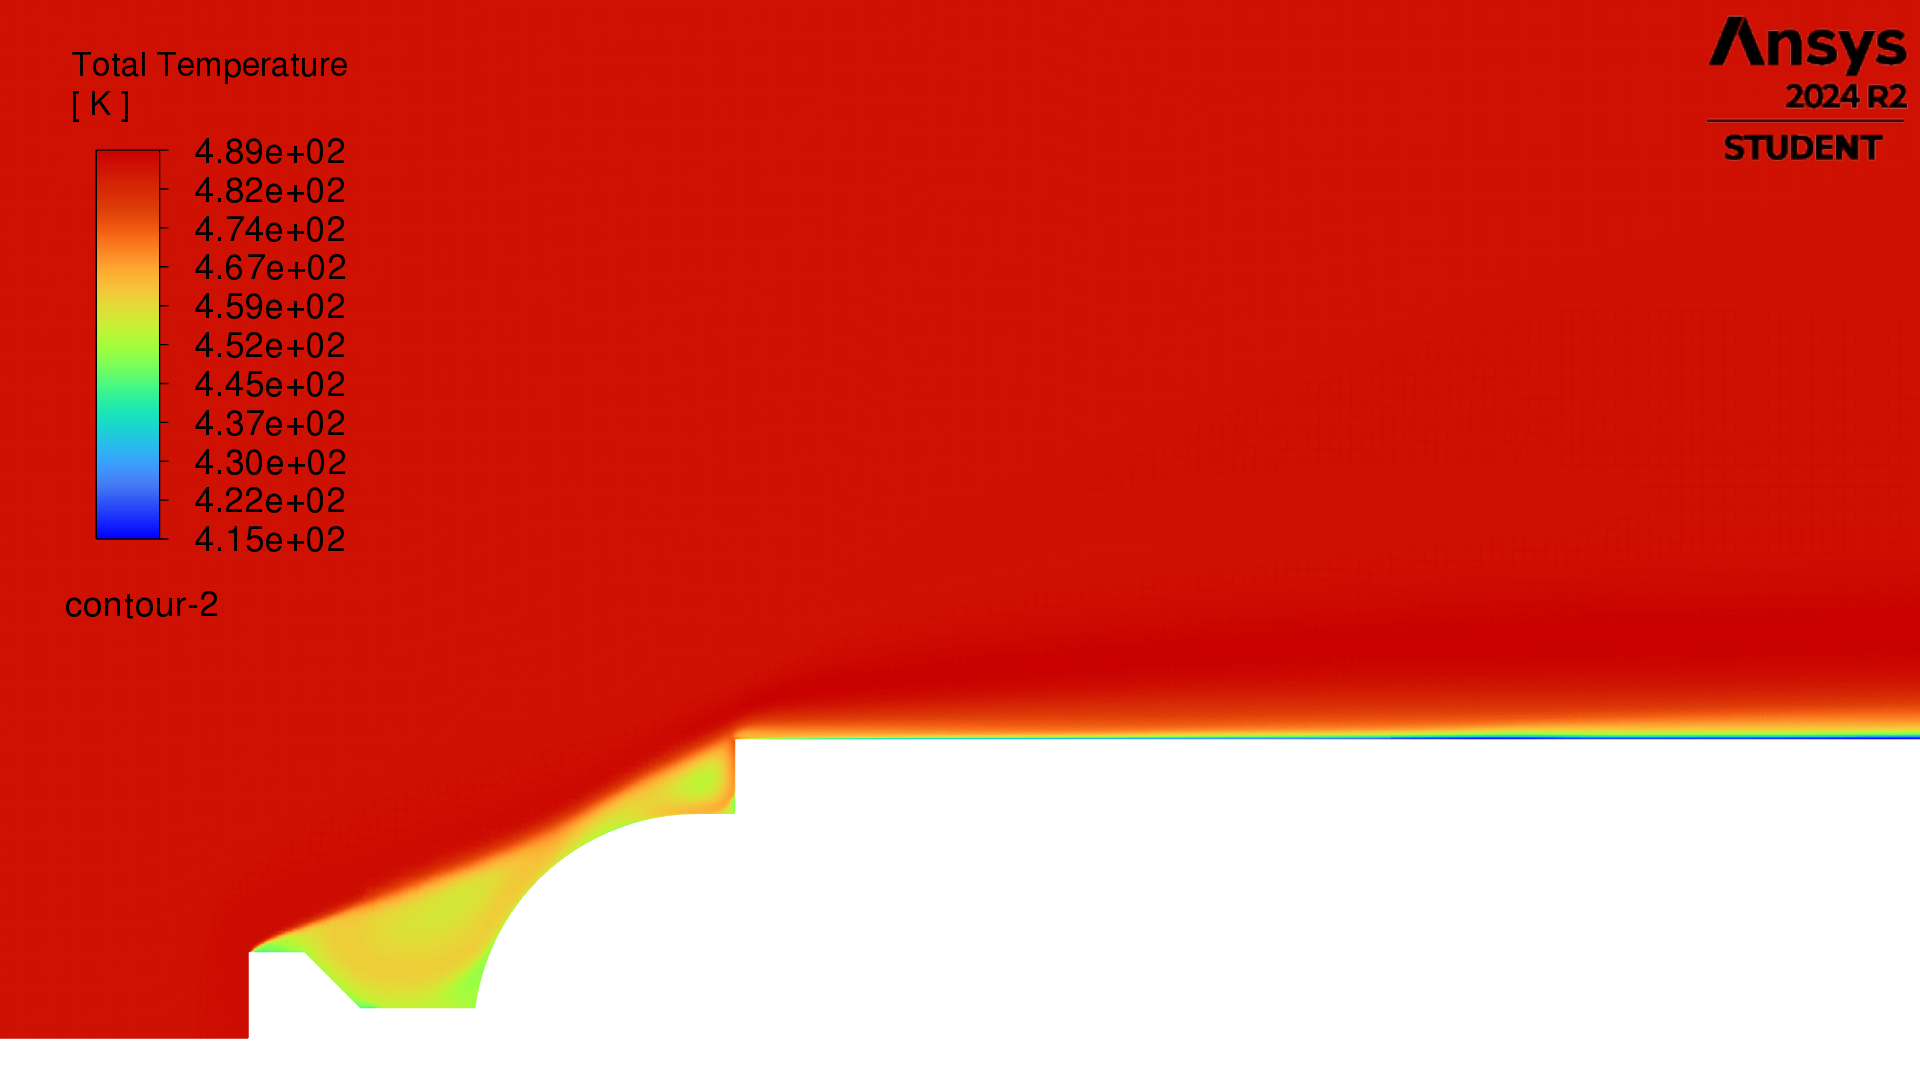 Total Temperature
[ K ]
4.89e+02
4.82e+02
4.74e+02
4.67e+02
4.59e+02
4.52e+02
4.45e+02
4.37e+02
4.30e+02
4.22e+02
4.15e+02
contour-2
Ansys
2024 R2
STUDENT